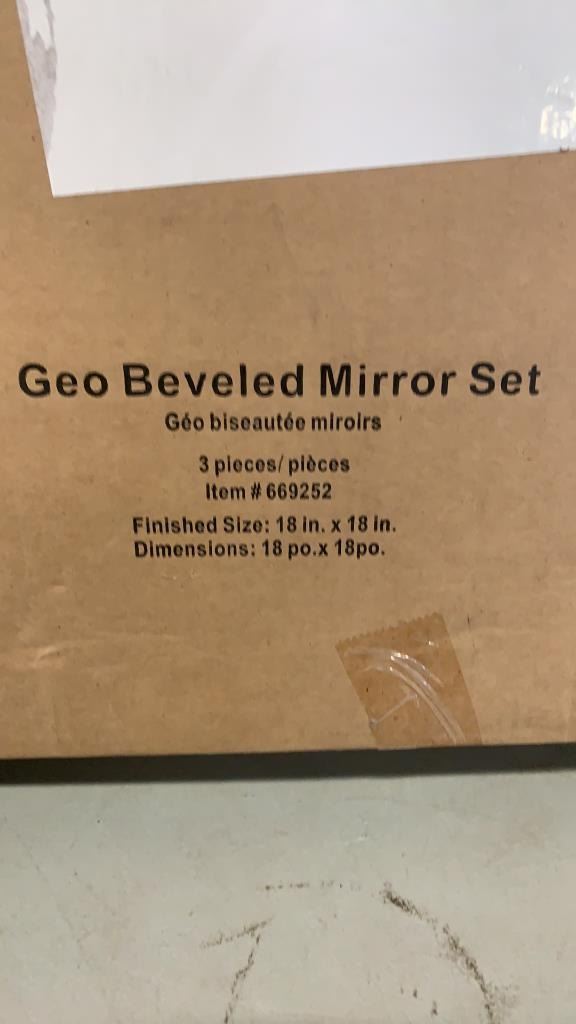 Geo Beveled Mirror Set
Géo biseautée miroirs
3 pieces/ pièces
Item # 669252
Finished Size: 18 in. x 18 in.
Dimensions: 18 po.x 18po.